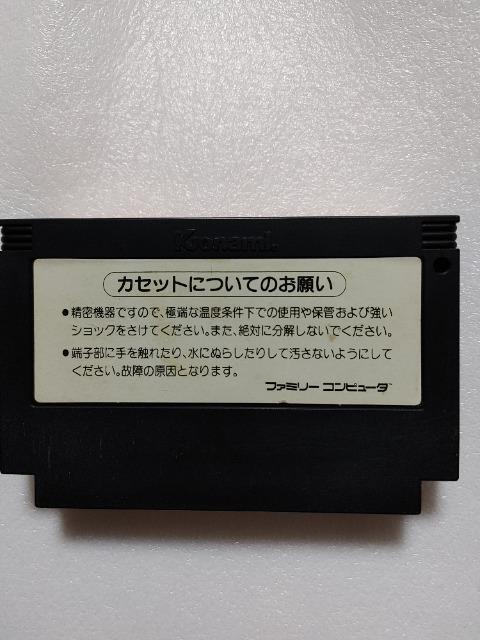 Konami
カセットについてのお願い
●精密機器ですので、極端な温度条件下での使用や保管および強い
ショックをさけてください。また、絶対に分解しないでください。
●端子部に手を触れたり、水にぬらしたりして汚さないようにして
ください。故障の原因となります。
ファミリー コンピュータ™